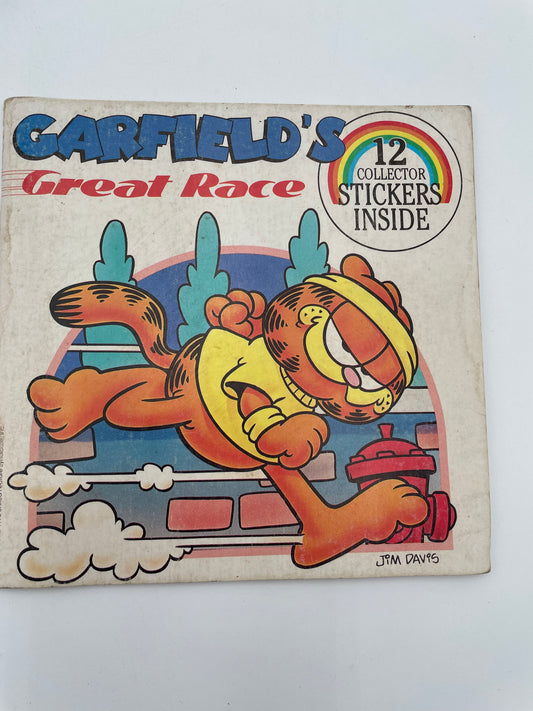 GARFIELD'S
Great Race
12
COLLECTOR
STICKERS
INSIDE
JIM DAVIS